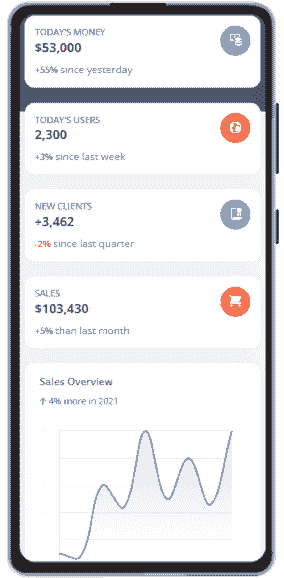 TODAY'S MONEY
$53,000
+55% since yesterday
TODAY'S USERS
2,300
+3% since last week
NEW CLIENTS
+3,462
-2% since last quarter
SALES
$103,430
+5% than last month
Sales Overview
↑ 4% more in 2021